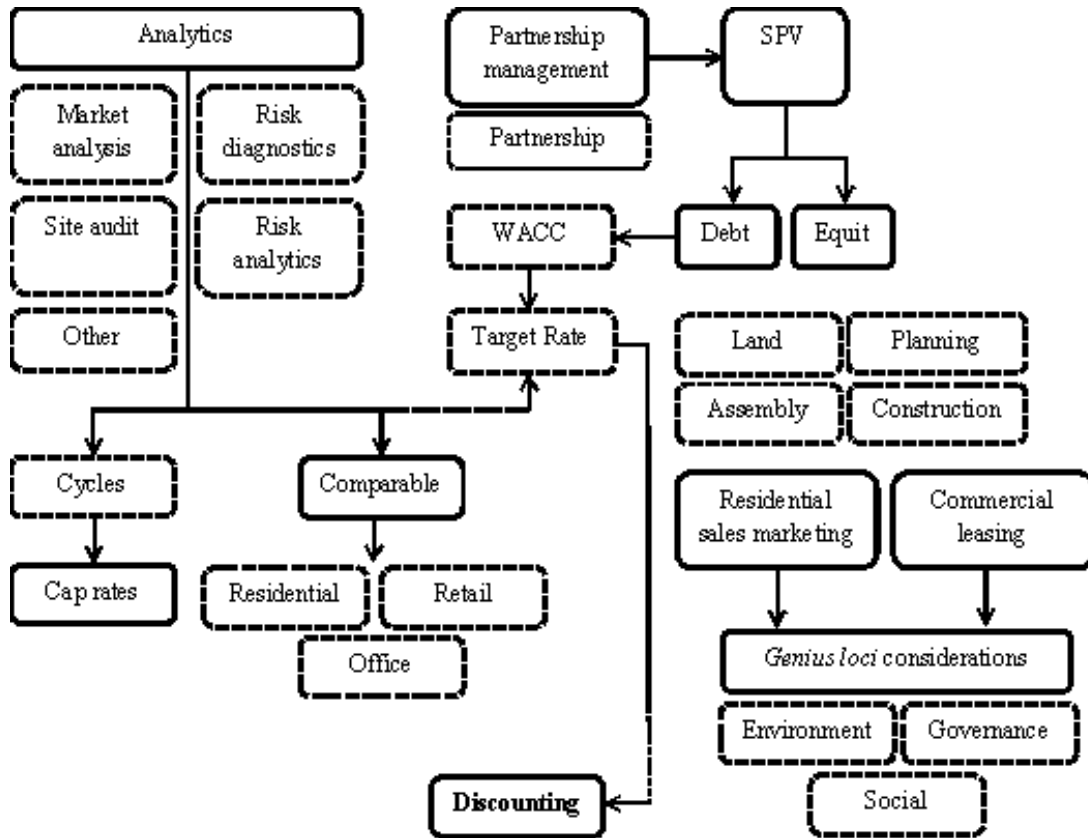 Analytics
Market
analysis
Risk
diagnostics
Site audit
Risk
analytics
Other
Cycles
Cap rates
Comparable
Residential
Retail
Office
Partnership
management
Partnership
SPV
Debt
Equit
WACC
Target Rate
Discounting
Land
Planning
Assembly
Construction
Residential
sales marketing
Commercial
leasing
Genius loci considerations
Environment
Governance
Social